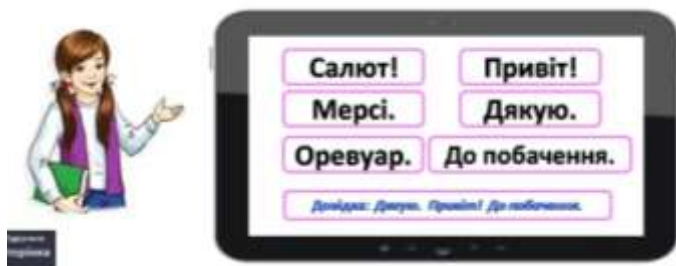 Салют! Привіт!
Мерсі. Дякую.
Оревуар. До побачення.
Довідка: Дякую. Привіт! До побачення.